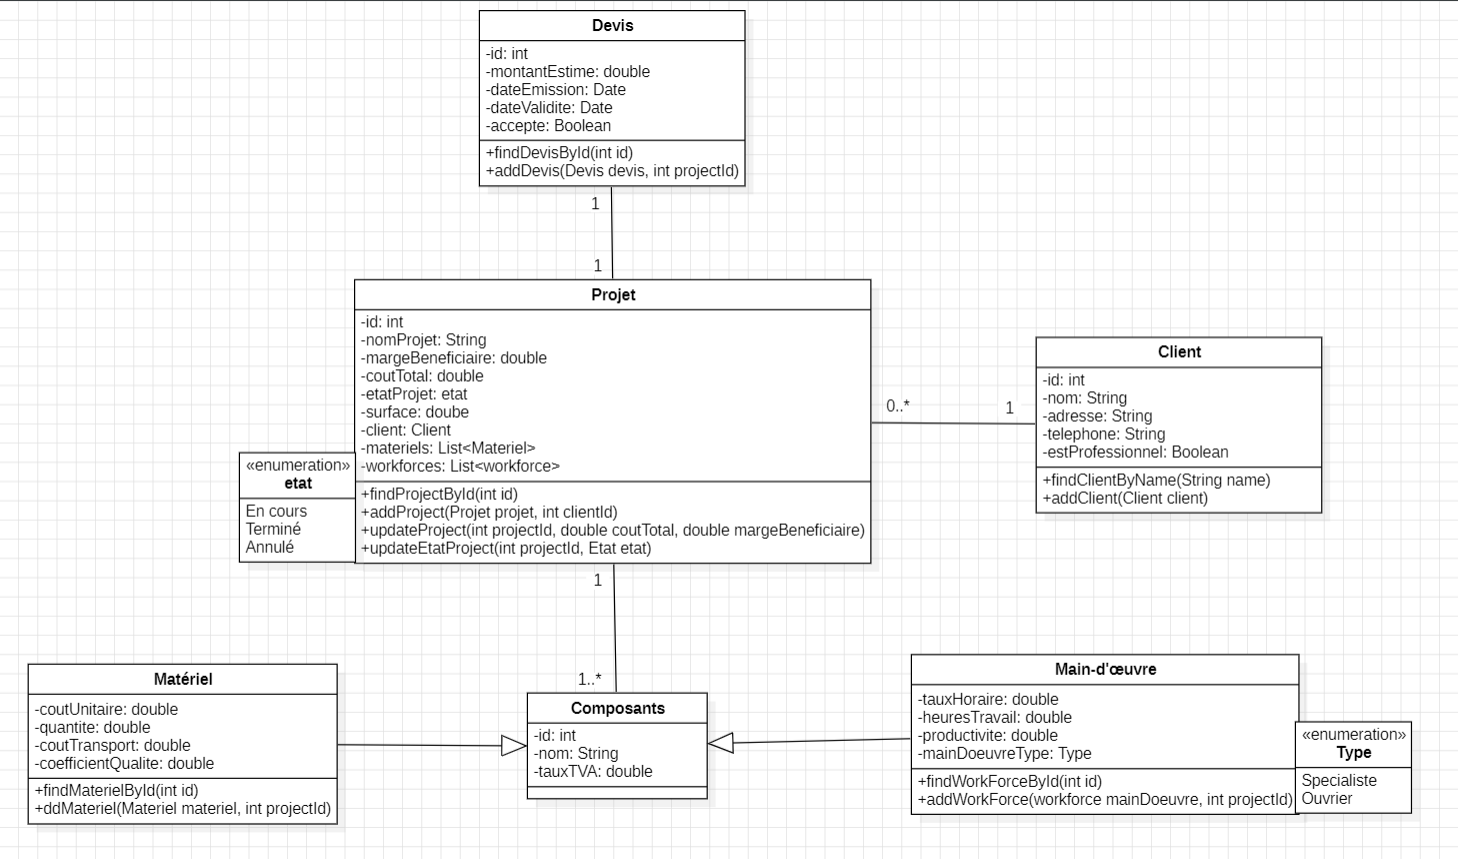 Devis
-id: int
-montantEstime: double
-dateEmission: Date
-dateValidite: Date
-accepte: Boolean
+findDevisById(int id)
+addDevis(Devis devis, int projectId)
1
1
Projet
-id: int
-nomProjet: String
-margeBeneficiaire: double
-coutTotal: double
-etatProjet: etat
-surface: doube
-client: Client
-materiels: List<Materiel>
-workforces: List<workforce>
+findProjectById(int id)
+addProject(Projet projet, int clientId)
+updateProject(int projectId, double coutTotal, double margeBeneficiaire)
+updateEtatProject(int projectId, Etat etat)
«enumeration»
etat
En cours
Terminé
Annulé
0..*
1
Client
-id: int
-nom: String
-adresse: String
-telephone: String
-estProfessionnel: Boolean
+findClientByName(String name)
+addClient(Client client)
1
1..*
Matériel
-coutUnitaire: double
-quantite: double
-coutTransport: double
-coefficientQualite: double
+findMaterielById(int id)
+ddMateriel(Materiel materiel, int projectId)
Composants
-id: int
-nom: String
-tauxTVA: double
Main-d'œuvre
-tauxHoraire: double
-heuresTravail: double
-productivite: double
-mainDoeuvreType: Type
+findWorkForceById(int id)
+addWorkForce(workforce mainDoeuvre, int projectId)
«enumeration»
Type
Specialiste
Ouvrier